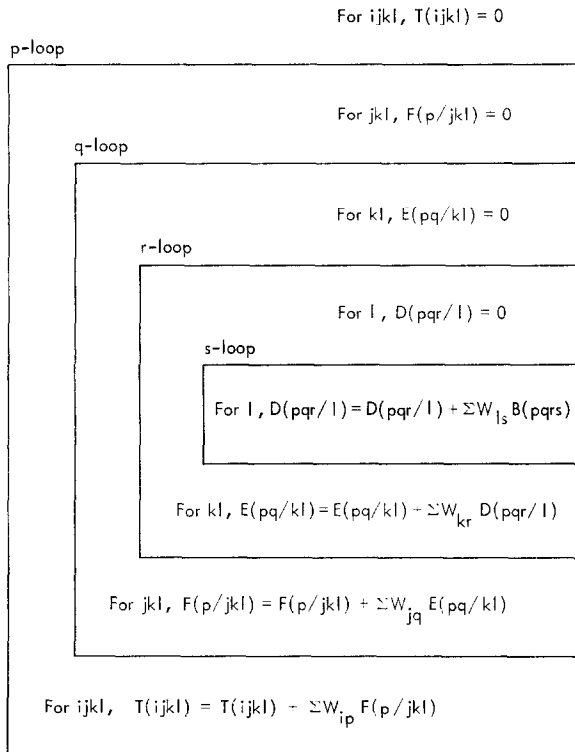 For ijkl, T(ijkl) = 0
p-loop
For jkl, F(p/jkl) = 0
q-loop
For kl, E(pq/kl) = 0
r-loop
For l, D(pqr/l) = 0
s-loop
For l, D(pqr/l) = D(pqr/l) + ΣW_ls B(pqrs)
For kl, E(pq/kl) = E(pq/kl) + ΣW_kr D(pqr/l)
For jkl, F(p/jkl) = F(p/jkl) + ΣW_jq E(pq/kl)
For ijkl, T(ijkl) = T(ijkl) + ΣW_ip F(p/jkl)